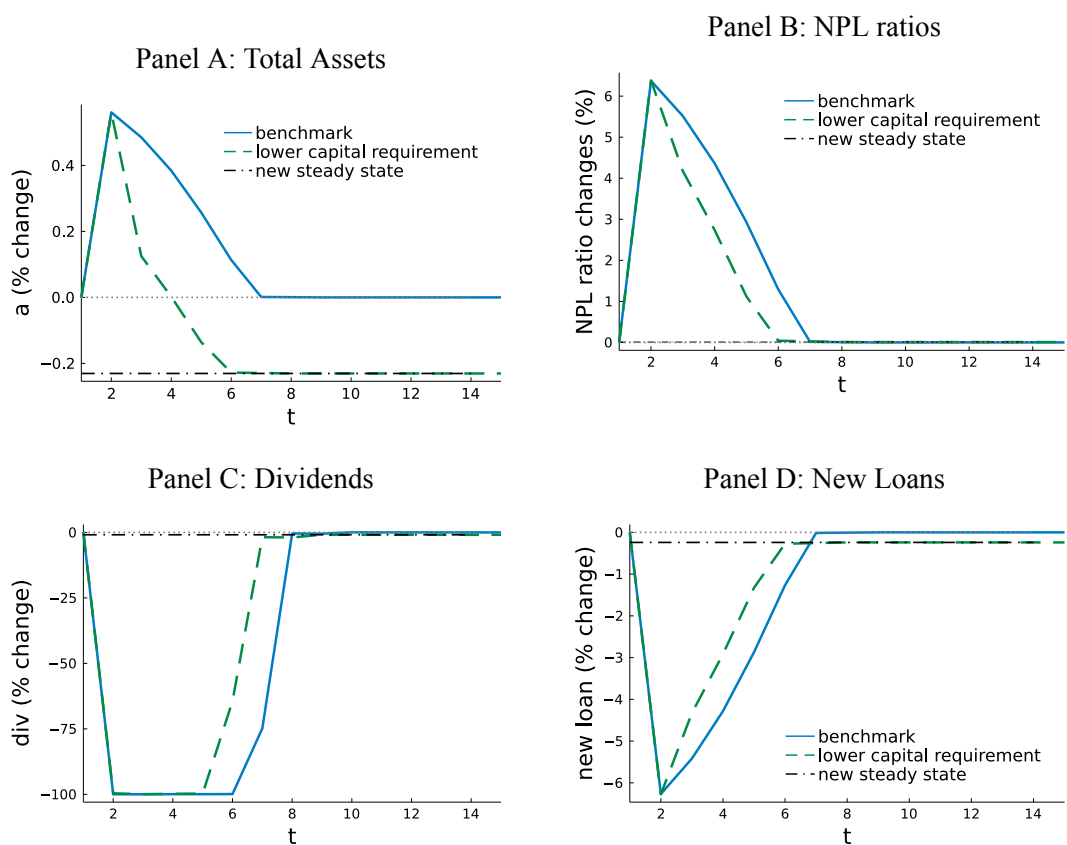 Panel A: Total Assets
a (% change)
0.4
0.2
0.0
−0.2
benchmark
lower capital requirement
new steady state
2 4 6 8 10 12 14
t
Panel B: NPL ratios
NPL ratio changes (%)
6
5
4
3
2
1
0
benchmark
lower capital requirement
new steady state
2 4 6 8 10 12 14
t
Panel C: Dividends
div (% change)
0
−25
−50
−75
−100
2 4 6 8 10 12 14
t
Panel D: New Loans
new loan (% change)
0
−1
−2
−3
−4
−5
−6
benchmark
lower capital requirement
new steady state
2 4 6 8 10 12 14
t